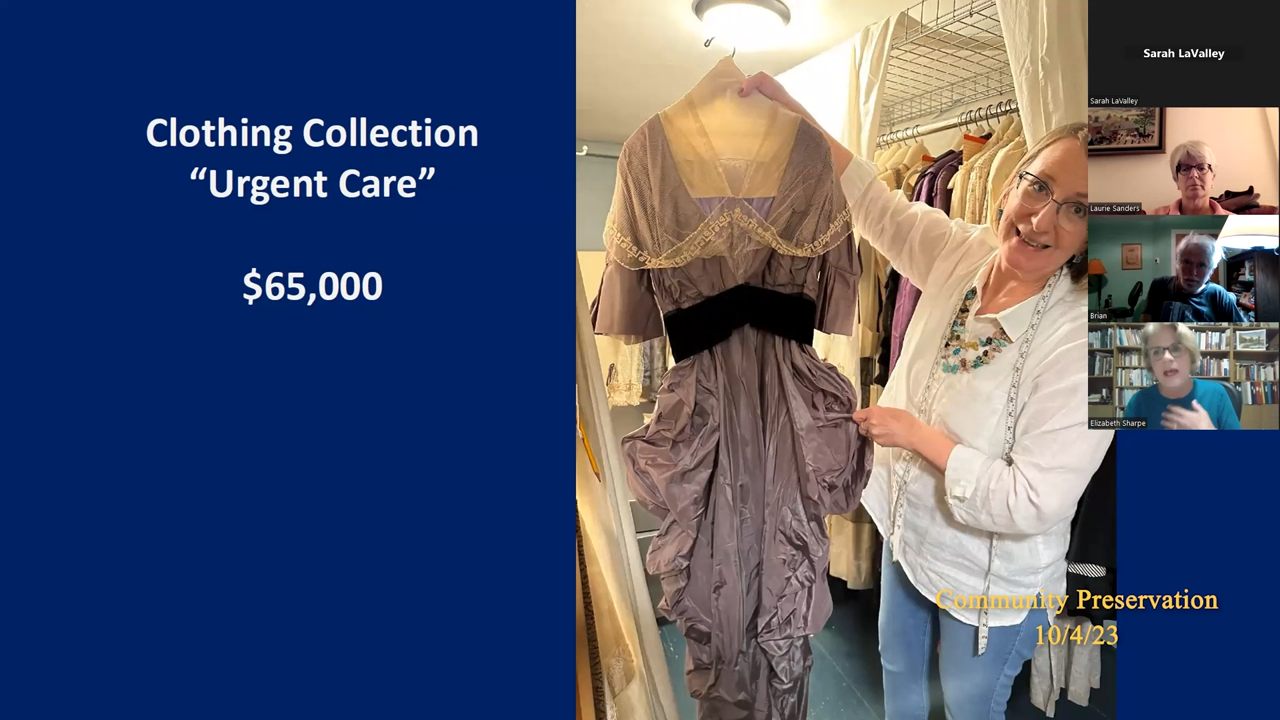 Clothing Collection
“Urgent Care”
$65,000
Sarah LaValley
Sarah LaValley
Laurie Sanders
Brian
Elizabeth Sharpe
Community Preservation
10/4/23